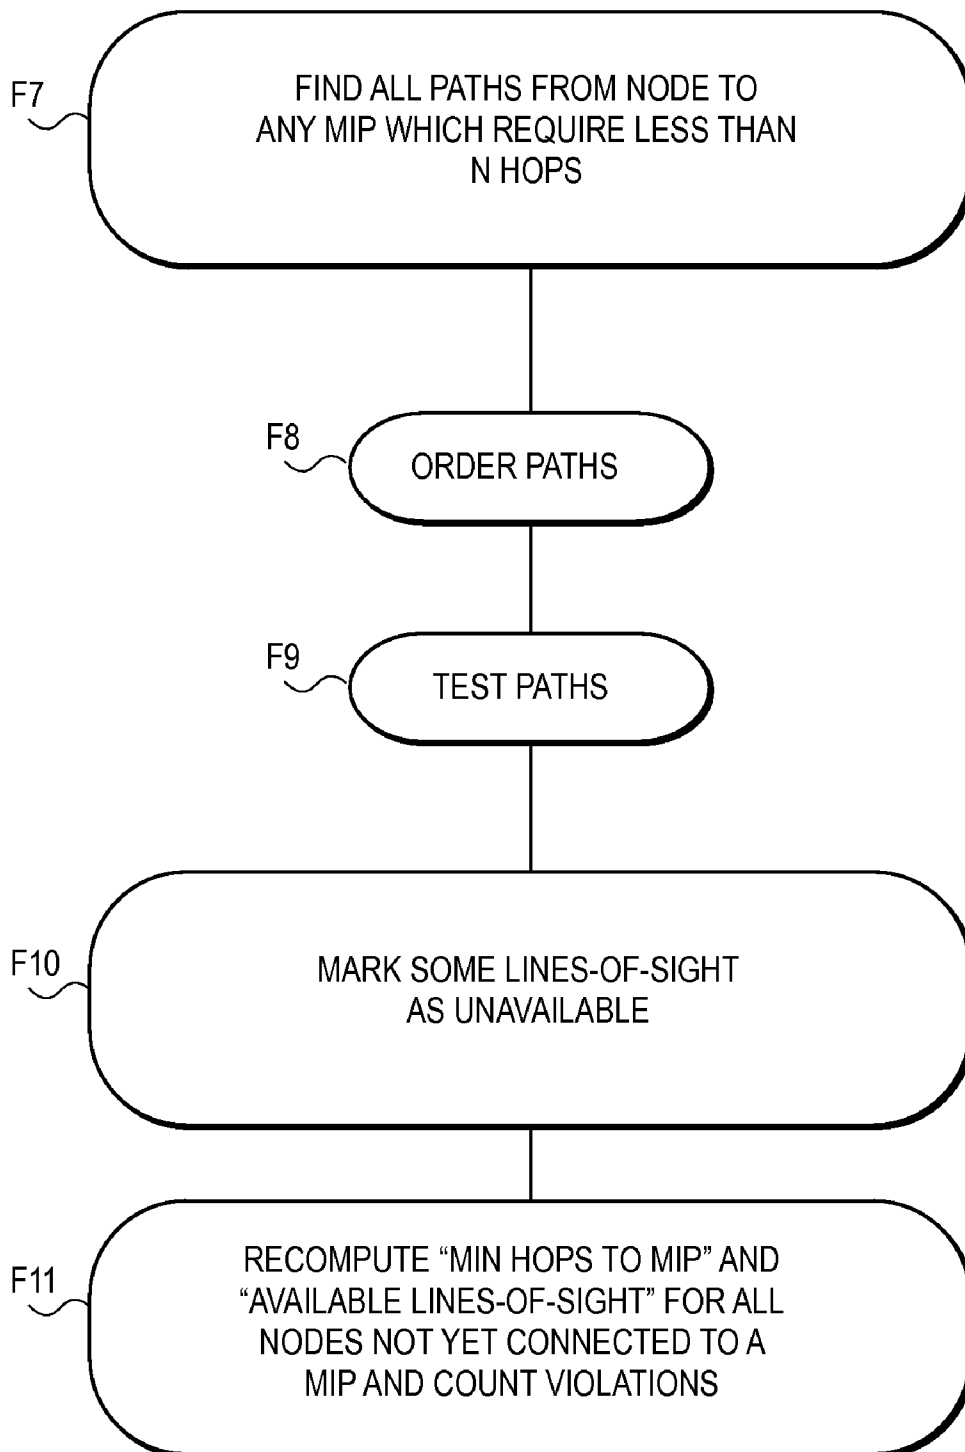 F7
FIND ALL PATHS FROM NODE TO
ANY MIP WHICH REQUIRE LESS THAN
N HOPS
F8
ORDER PATHS
F9
TEST PATHS
F10
MARK SOME LINES-OF-SIGHT
AS UNAVAILABLE
F11
RECOMPUTE “MIN HOPS TO MIP” AND
“AVAILABLE LINES-OF-SIGHT” FOR ALL
NODES NOT YET CONNECTED TO A
MIP AND COUNT VIOLATIONS